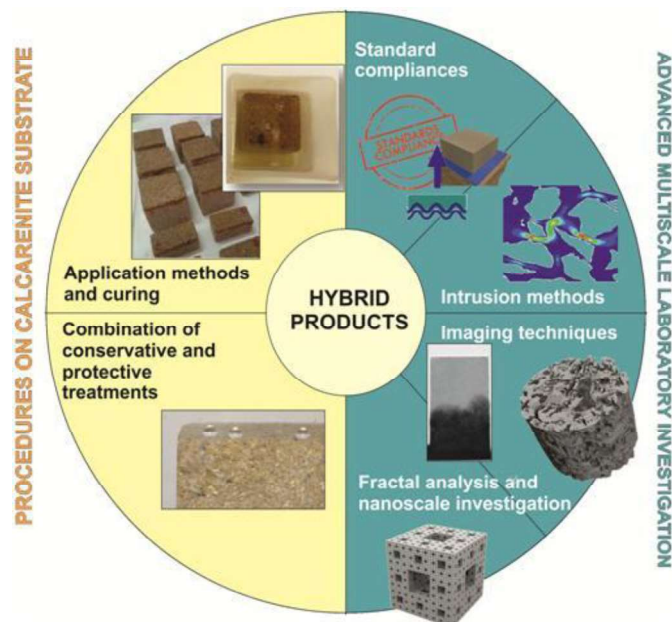 PROCEDURES ON CALCARENITE SUBSTRATE
Application methods
and curing
Combination of
conservative and
protective
treatments
HYBRID
PRODUCTS
Standard
compliances
STANDARDS
COMPLIANCE
Intrusion methods
Imaging techniques
Fractal analysis and
nanoscale investigation
ADVANCED MULTISCALE LABORATORY INVESTIGATION